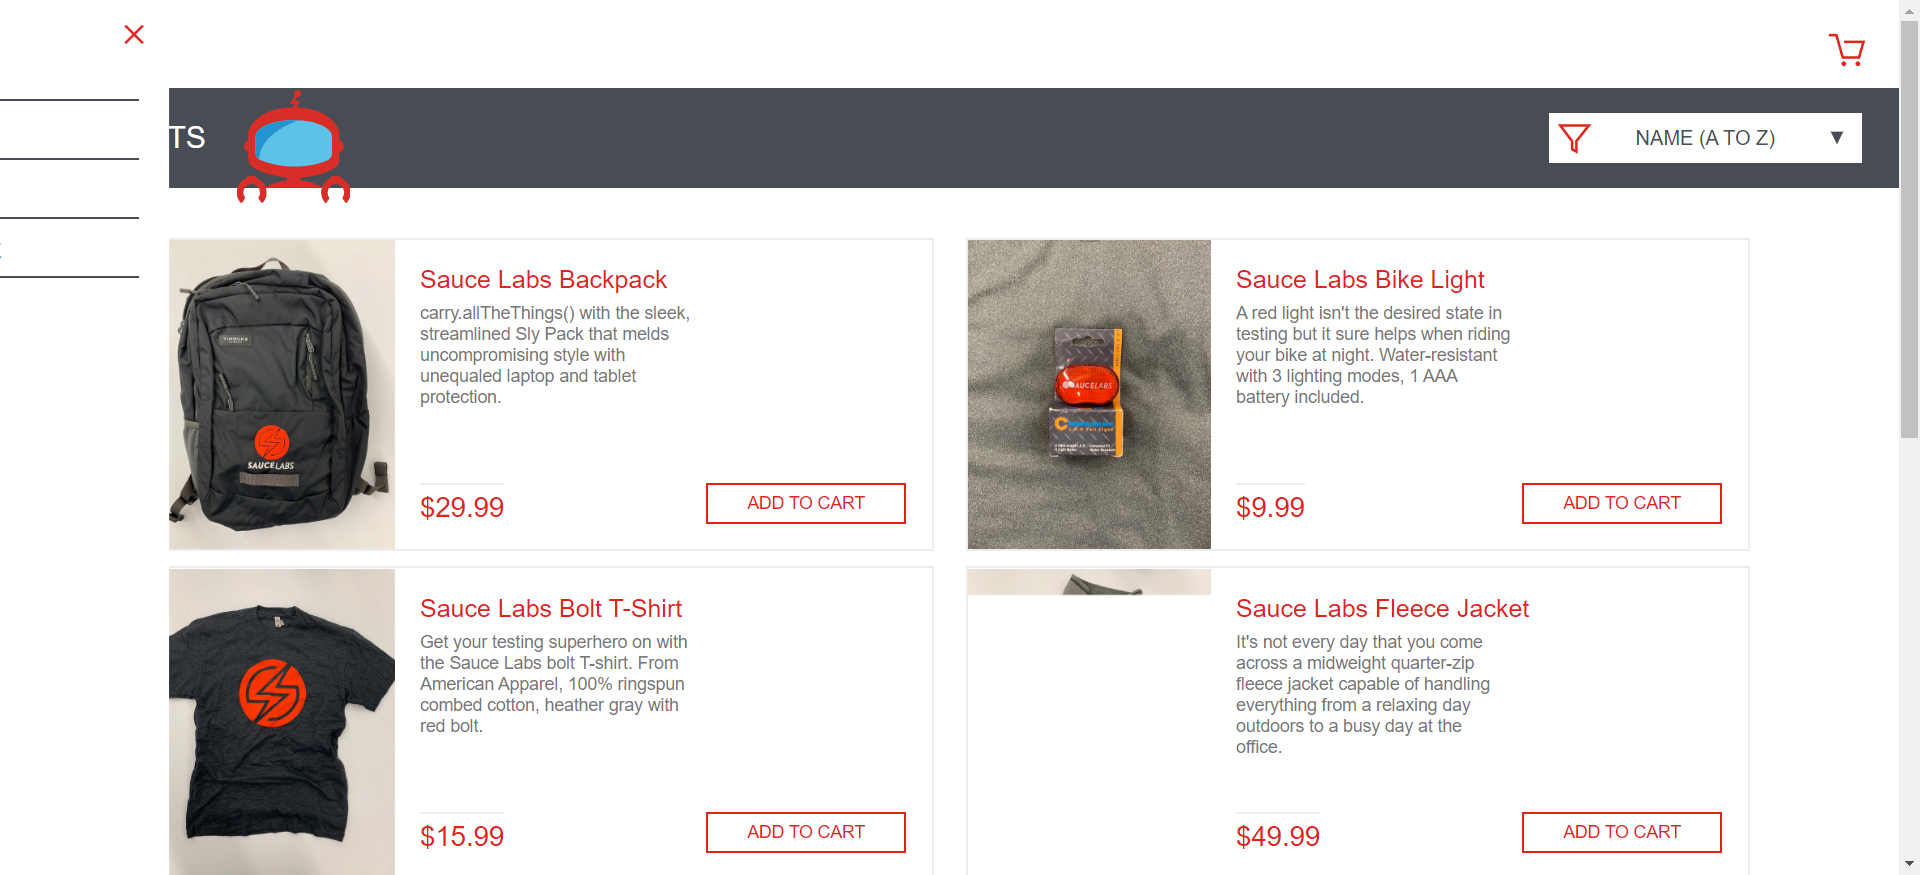 TS
NAME (A TO Z)
Sauce Labs Backpack
carry.allTheThings() with the sleek,
streamlined Sly Pack that melds
uncompromising style with
unequaled laptop and tablet
protection.
$29.99
ADD TO CART
SAUCELABS
Sauce Labs Bike Light
A red light isn't the desired state in
testing but it sure helps when riding
your bike at night. Water-resistant
with 3 lighting modes, 1 AAA
battery included.
$9.99
ADD TO CART
SAUCELABS
Sauce Labs Bolt T-Shirt
Get your testing superhero on with
the Sauce Labs bolt T-shirt. From
American Apparel, 100% ringspun
combed cotton, heather gray with
red bolt.
$15.99
ADD TO CART
Sauce Labs Fleece Jacket
It's not every day that you come
across a midweight quarter-zip
fleece jacket capable of handling
everything from a relaxing day
outdoors to a busy day at the
office.
$49.99
ADD TO CART